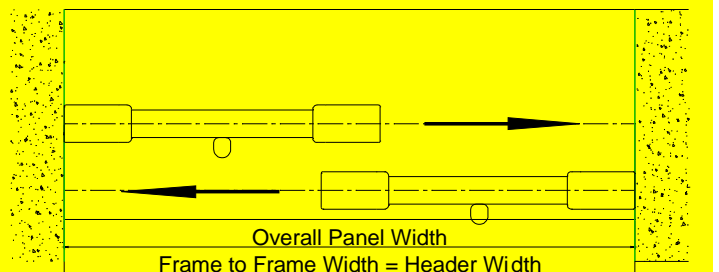 Overall Panel Width
Frame to Frame Width = Header Width